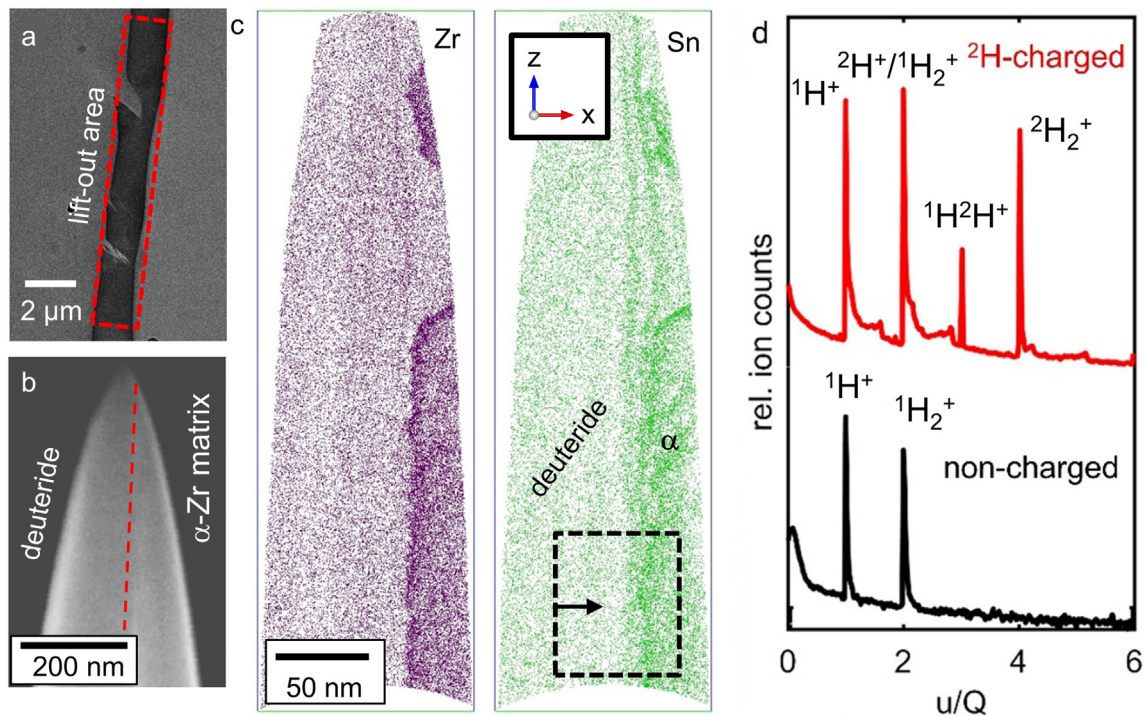 a
lift-out area
2 µm
b
deuteride
α-Zr matrix
200 nm
c
Zr
50 nm
Sn
z
x
deuteride
α
d
²H-charged
¹H⁺
²H⁺/¹H₂⁺
²H₂⁺
¹H²H⁺
¹H⁺
¹H₂⁺
non-charged
rel. ion counts
0 2 4 6
u/Q